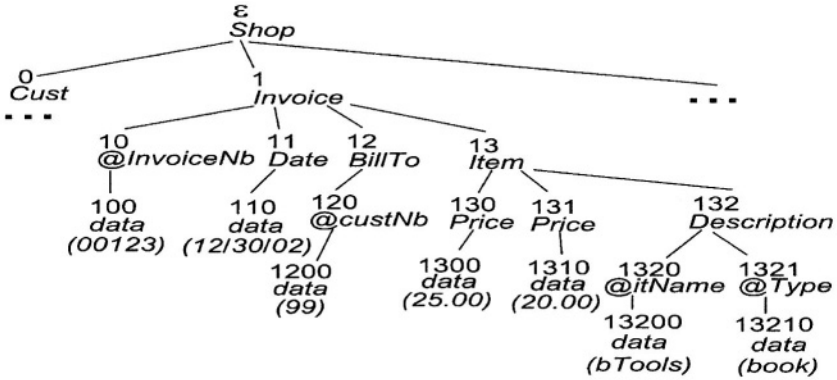 ε
Shop
0
Cust
. . .
1
Invoice
. . .
10 11 12 13
@InvoiceNb Date BillTo Item
100 110 120 130 131 132
data data @custNb Price Price Description
(00123) (12/30/02)
1200 1300 1310 1320 1321
data data data @itName @Type
(99) (25.00) (20.00)
13200 13210
data data
(bTools) (book)